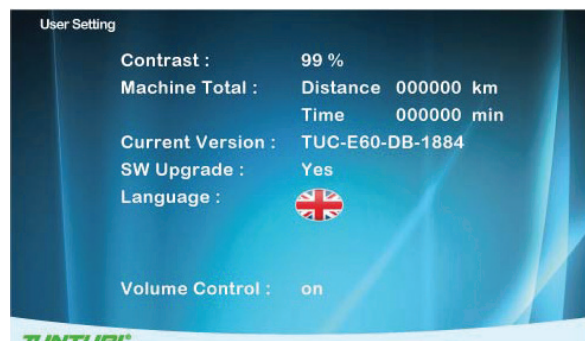 User Setting
Contrast : 99 %
Machine Total : Distance 000000 km
Time 000000 min
Current Version : TUC-E60-DB-1884
SW Upgrade : Yes
Language :
Volume Control : on
TUNTURI®